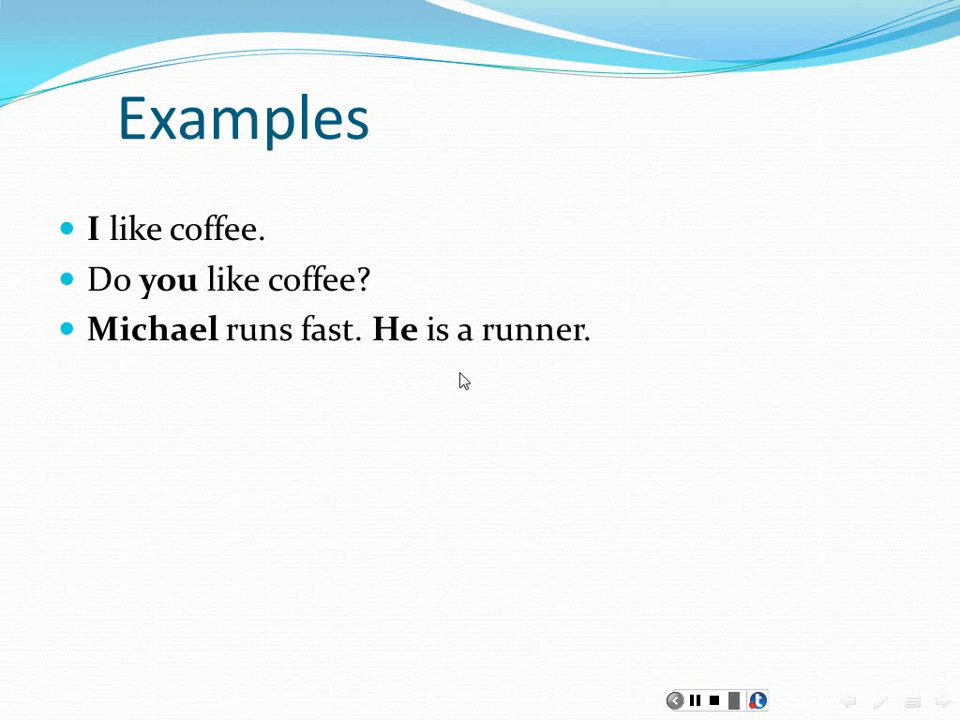 Examples
I like coffee.
Do you like coffee?
Michael runs fast. He is a runner.